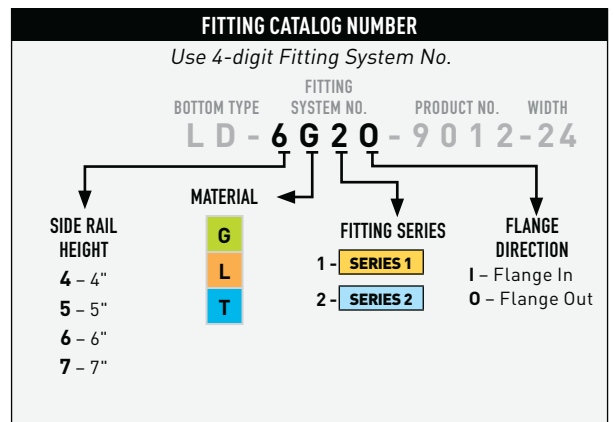 FITTING CATALOG NUMBER
Use 4-digit Fitting System No.
FITTING
BOTTOM TYPE SYSTEM NO. PRODUCT NO. WIDTH
LD-6G20-9012-24
SIDE RAIL
HEIGHT
4 – 4"
5 – 5"
6 – 6"
7 – 7"
MATERIAL
G
L
T
FITTING SERIES
1 - SERIES 1
2 - SERIES 2
FLANGE
DIRECTION
I – Flange In
O – Flange Out